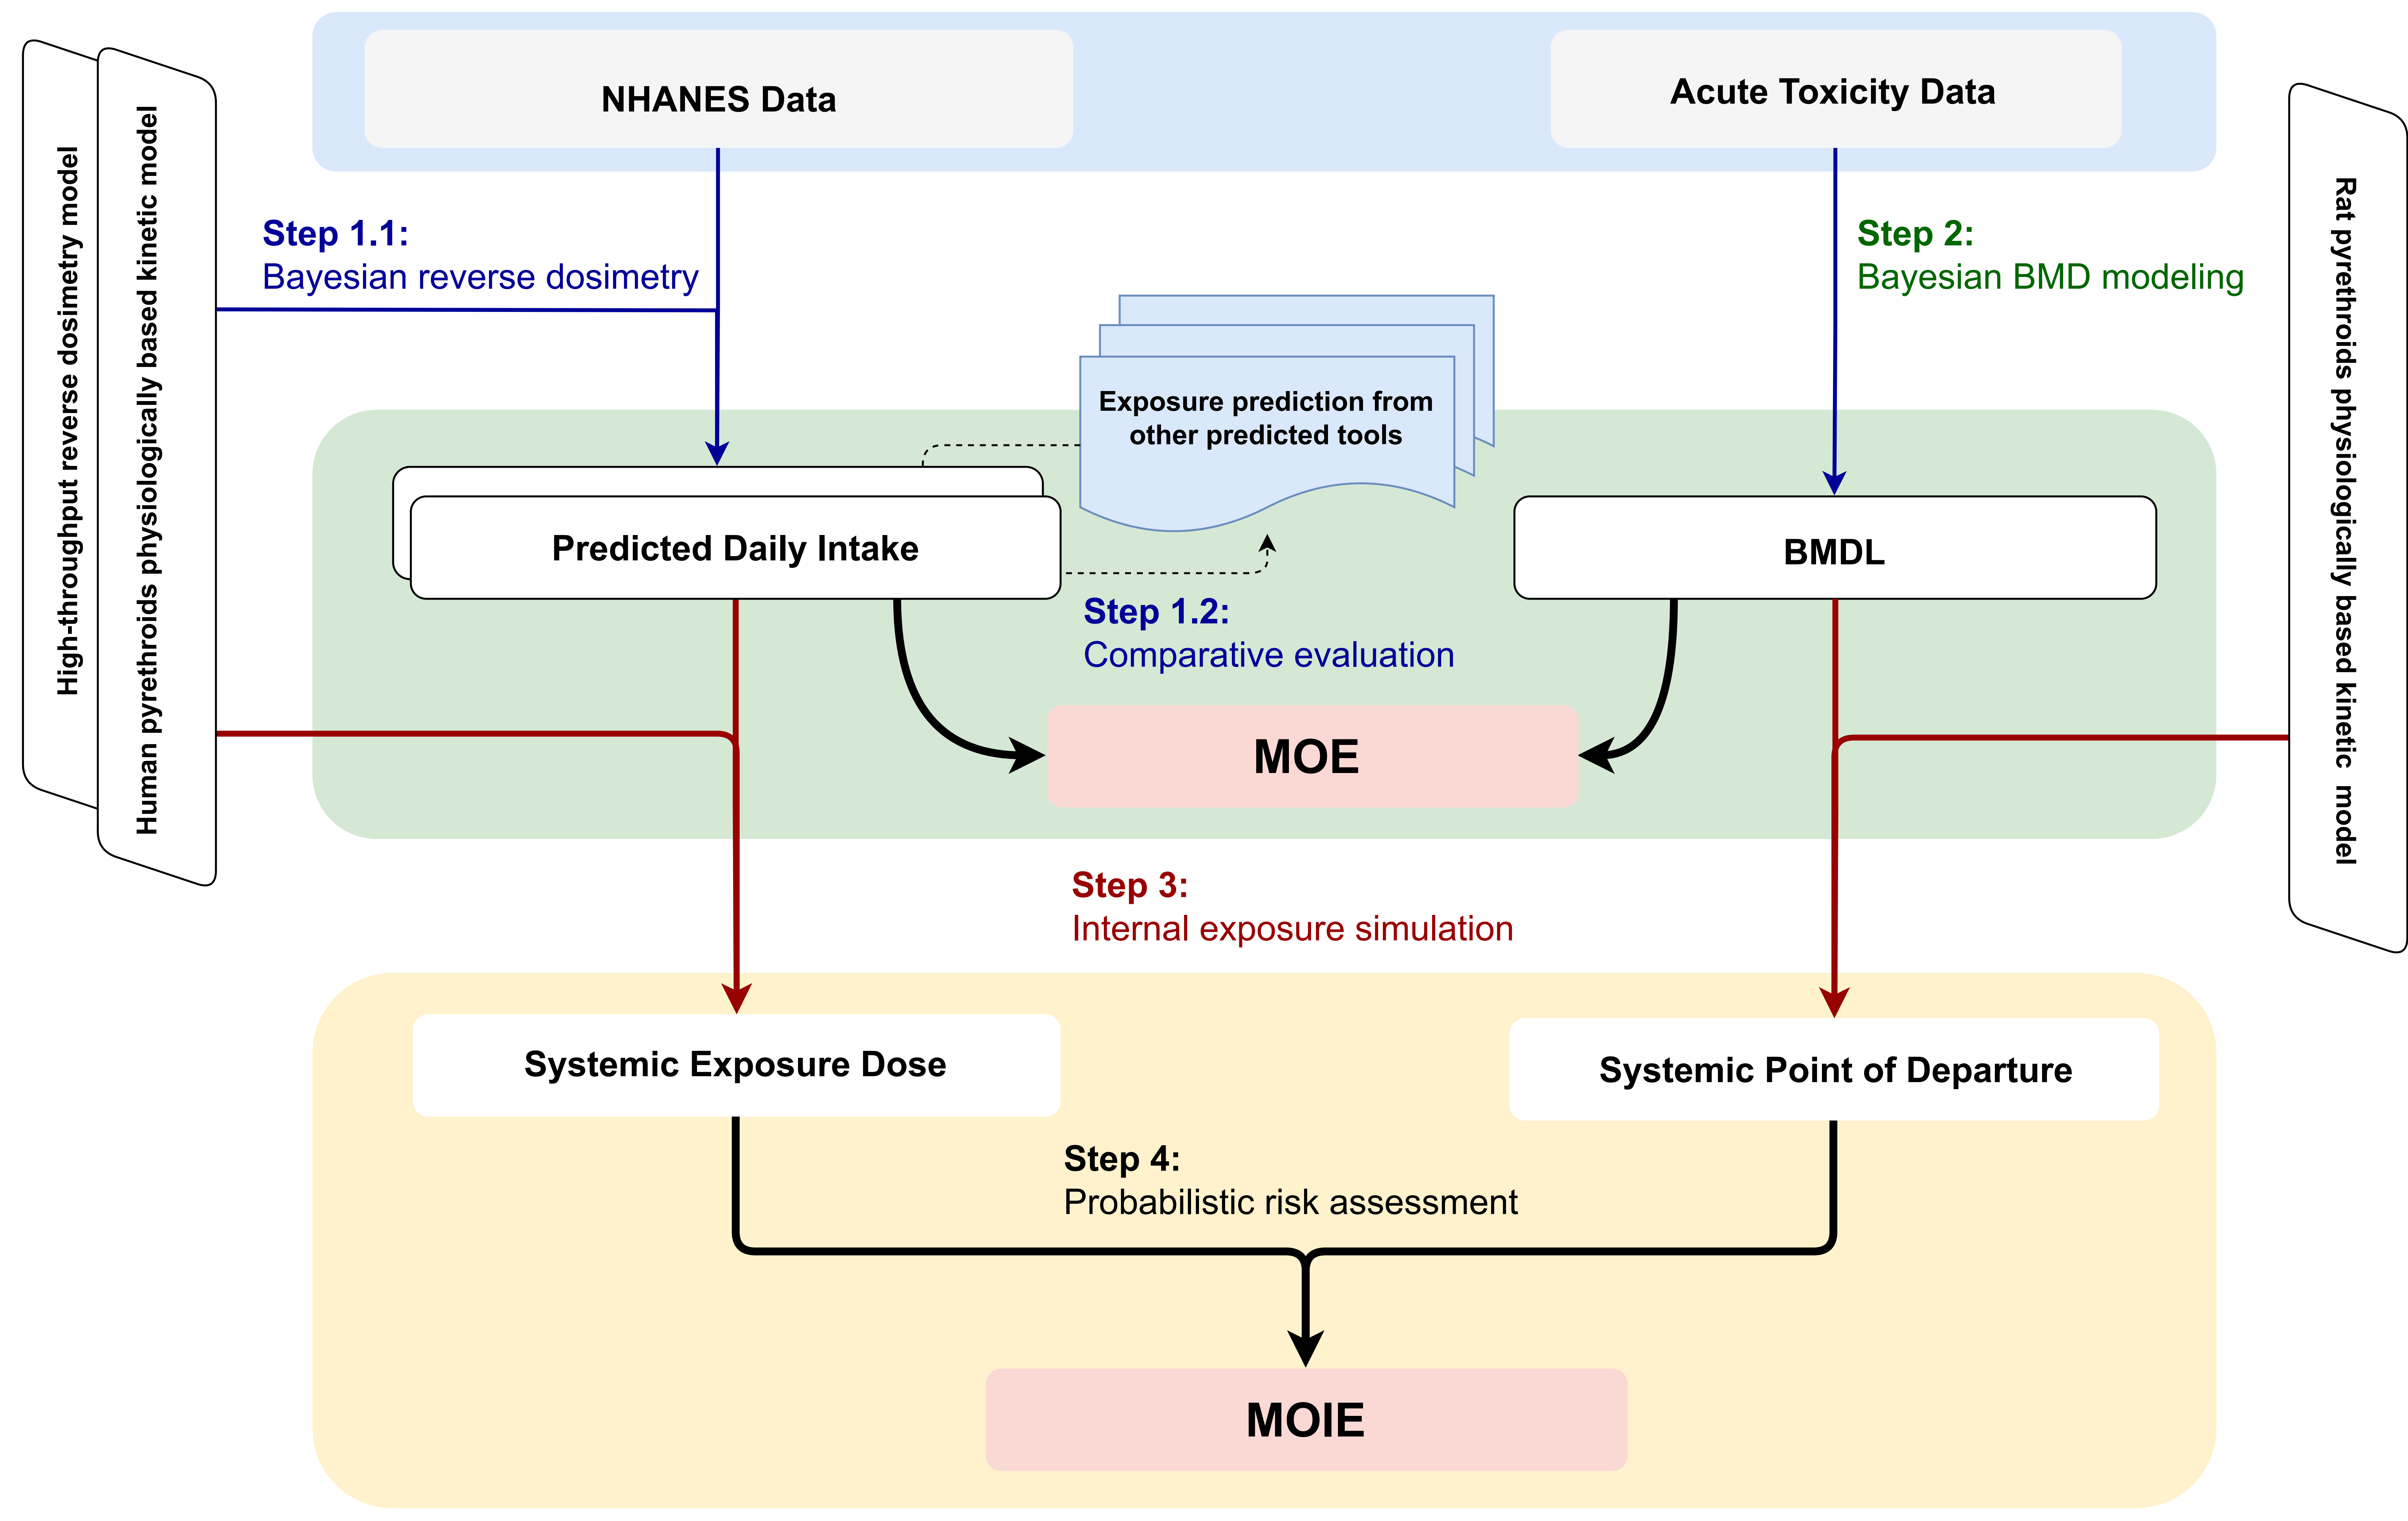 NHANES Data
Acute Toxicity Data
High-throughput reverse dosimetry model
Human pyrethroids physiologically based kinetic model
Rat pyrethroids physiologically based kinetic model
Step 1.1:
Bayesian reverse dosimetry
Step 2:
Bayesian BMD modeling
Exposure prediction from
other predicted tools
Predicted Daily Intake
BMDL
Step 1.2:
Comparative evaluation
MOE
Step 3:
Internal exposure simulation
Systemic Exposure Dose
Systemic Point of Departure
Step 4:
Probabilistic risk assessment
MOIE